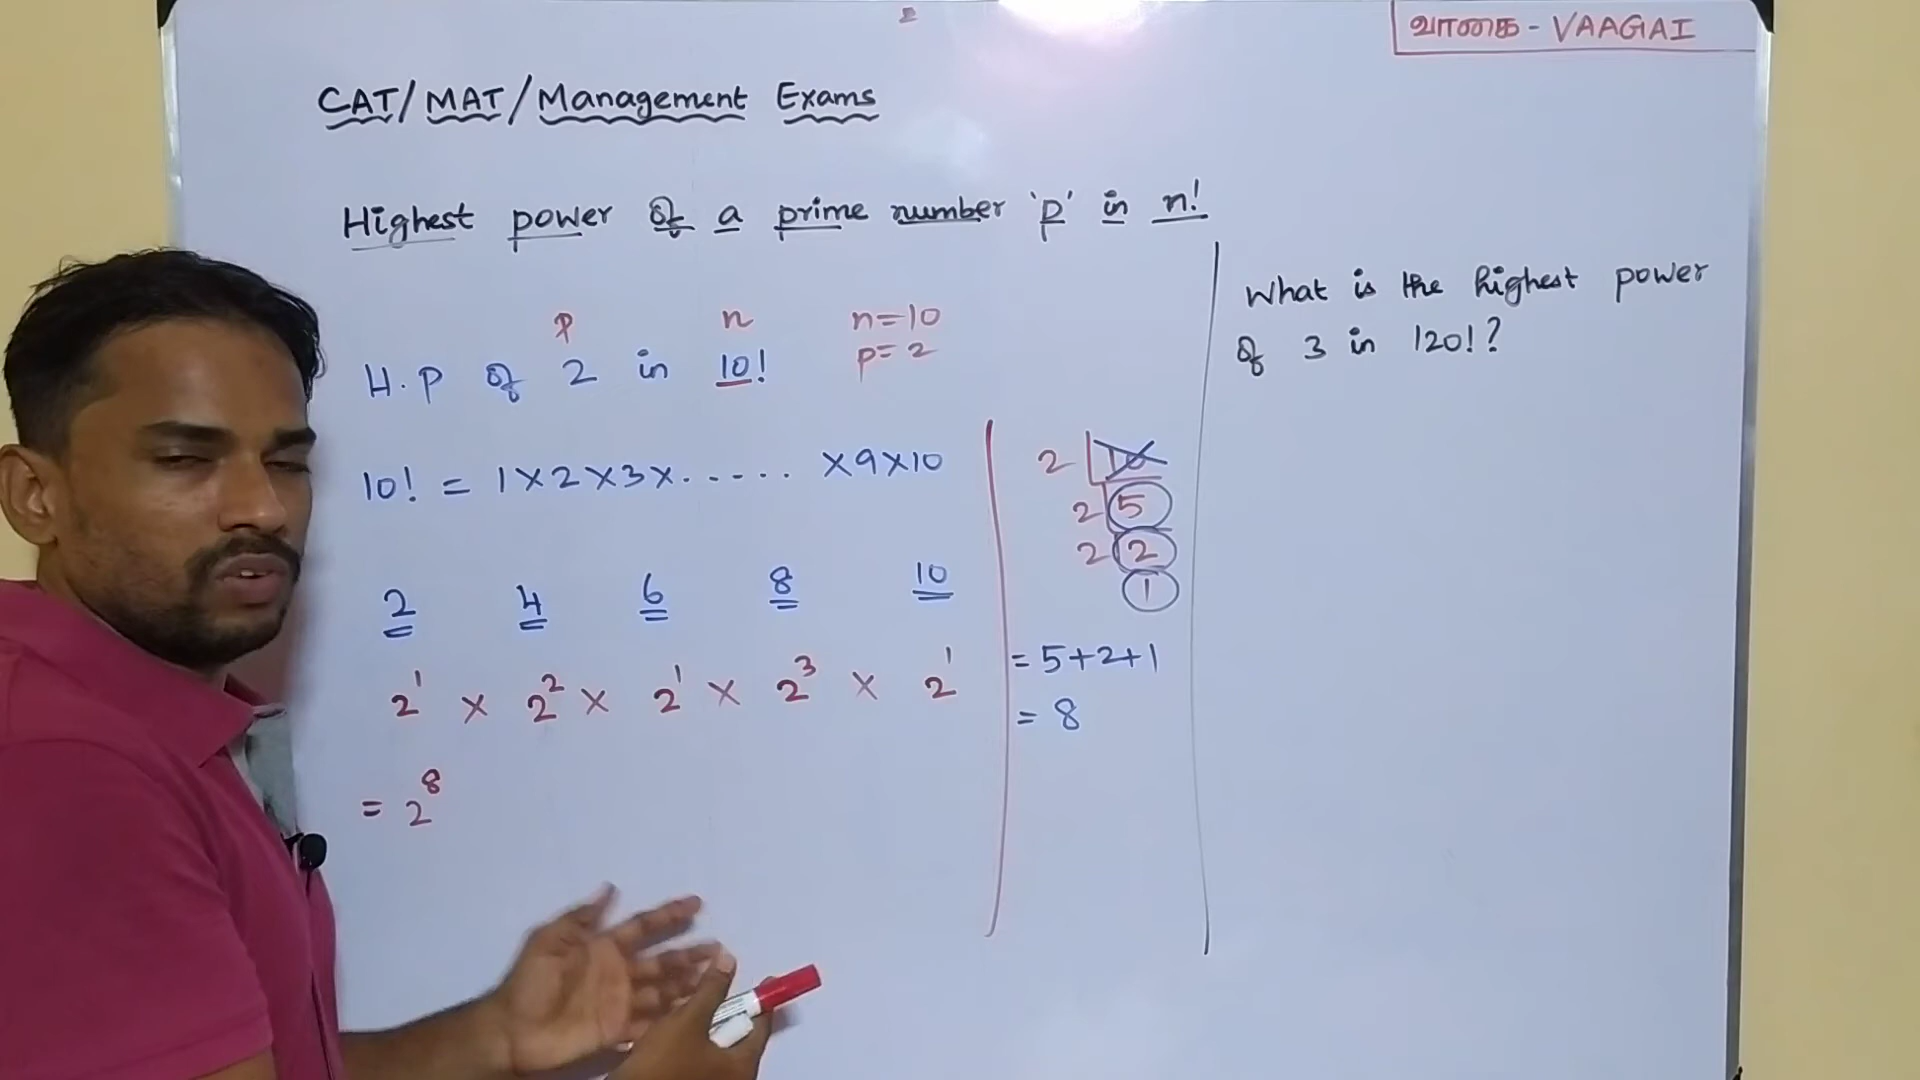 வாகை - VAAGAI
CAT/MAT/Management Exams
Highest power of a prime number 'p' in n!
p n n=10
p=2
H.P of 2 in 10!
10! = 1×2×3×..... ×9×10
2 4 6 8 10
2¹ × 2² × 2¹ × 2³ × 2¹
= 2⁸
2 10
2 5
2 2
1
= 5+2+1
= 8
What is the highest power
of 3 in 120!?